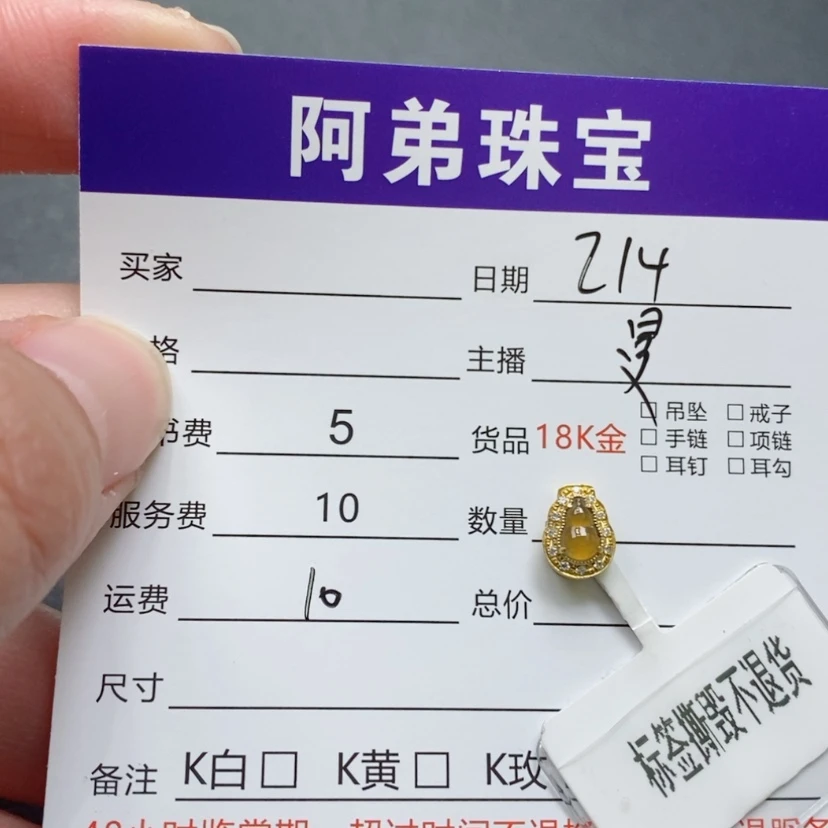 阿弟珠宝
买家 日期 214
格 主播
书费 5 货品 18K金 □ 吊坠 □ 戒子
□ 手链 □ 项链
□ 耳钉 □ 耳勾
服务费 10 数量
运费 10 总价
尺寸
备注 K白 □ K黄 □ K玫
标签撕毁不退货